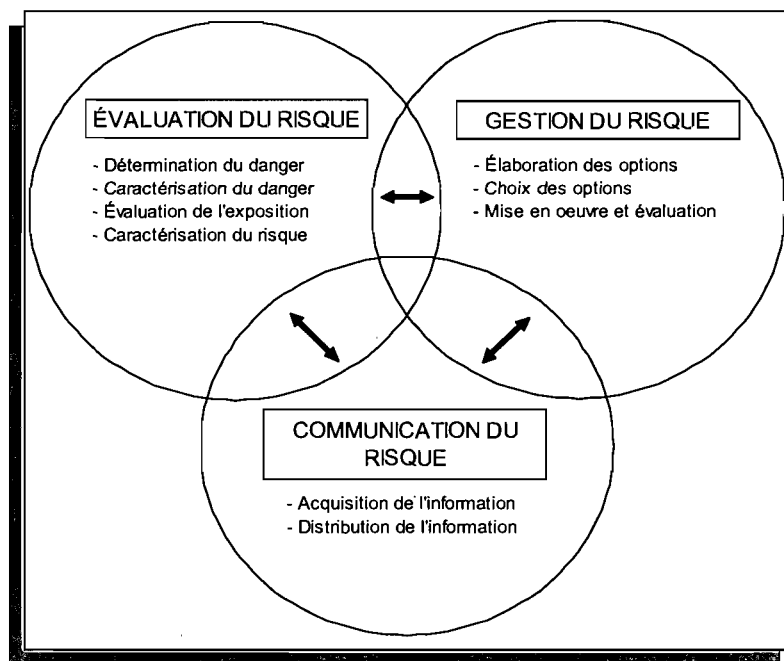 ÉVALUATION DU RISQUE
- Détermination du danger
- Caractérisation du danger
- Évaluation de l'exposition
- Caractérisation du risque
GESTION DU RISQUE
- Élaboration des options
- Choix des options
- Mise en oeuvre et évaluation
COMMUNICATION DU
RISQUE
- Acquisition de l'information
- Distribution de l'information